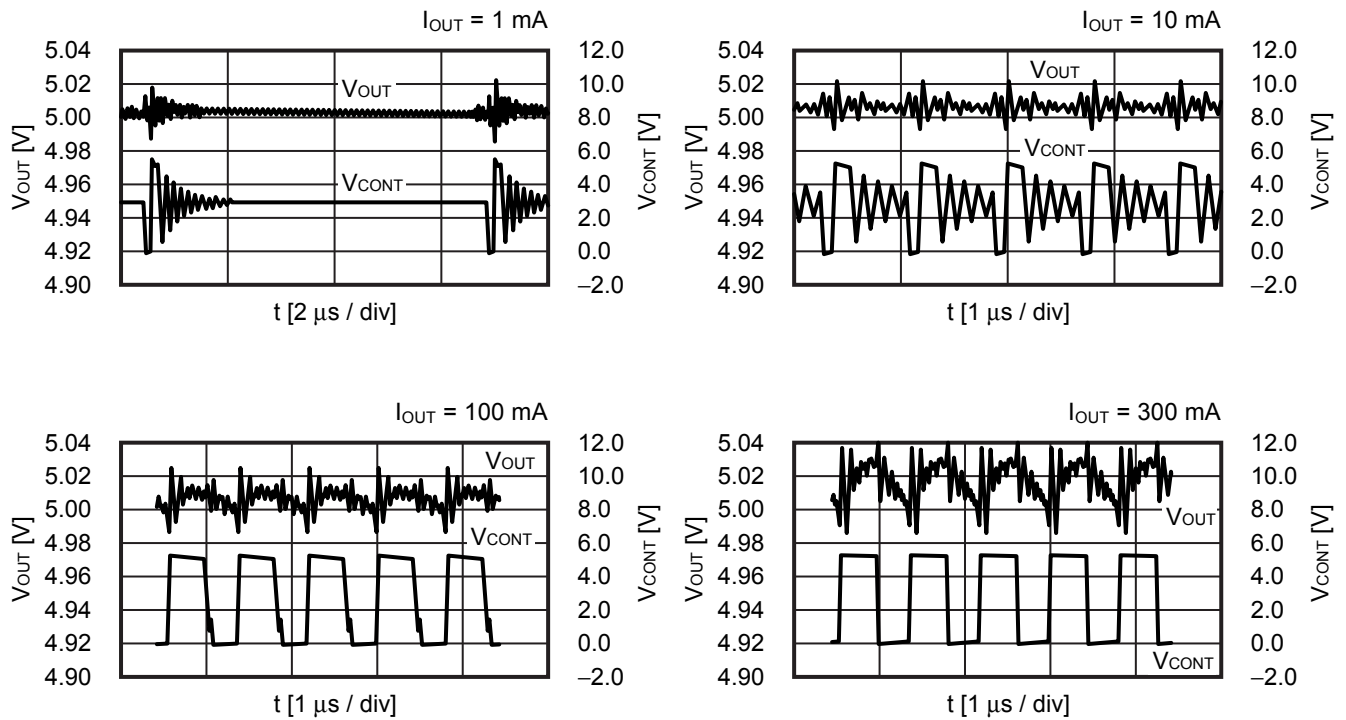 IOUT = 1 mA
5.04
5.02
5.00
4.98
4.96
4.94
4.92
4.90
VOUT [V]
VOUT
VCONT
12.0
10.0
8.0
6.0
4.0
2.0
0.0
–2.0
VCONT [V]
t [2 μs / div]
IOUT = 10 mA
5.04
5.02
5.00
4.98
4.96
4.94
4.92
4.90
VOUT [V]
VOUT
VCONT
12.0
10.0
8.0
6.0
4.0
2.0
0.0
–2.0
VCONT [V]
t [1 μs / div]
IOUT = 100 mA
5.04
5.02
5.00
4.98
4.96
4.94
4.92
4.90
VOUT [V]
VOUT
VCONT
12.0
10.0
8.0
6.0
4.0
2.0
0.0
–2.0
VCONT [V]
t [1 μs / div]
IOUT = 300 mA
5.04
5.02
5.00
4.98
4.96
4.94
4.92
4.90
VOUT [V]
VOUT
VCONT
12.0
10.0
8.0
6.0
4.0
2.0
0.0
–2.0
VCONT [V]
t [1 μs / div]